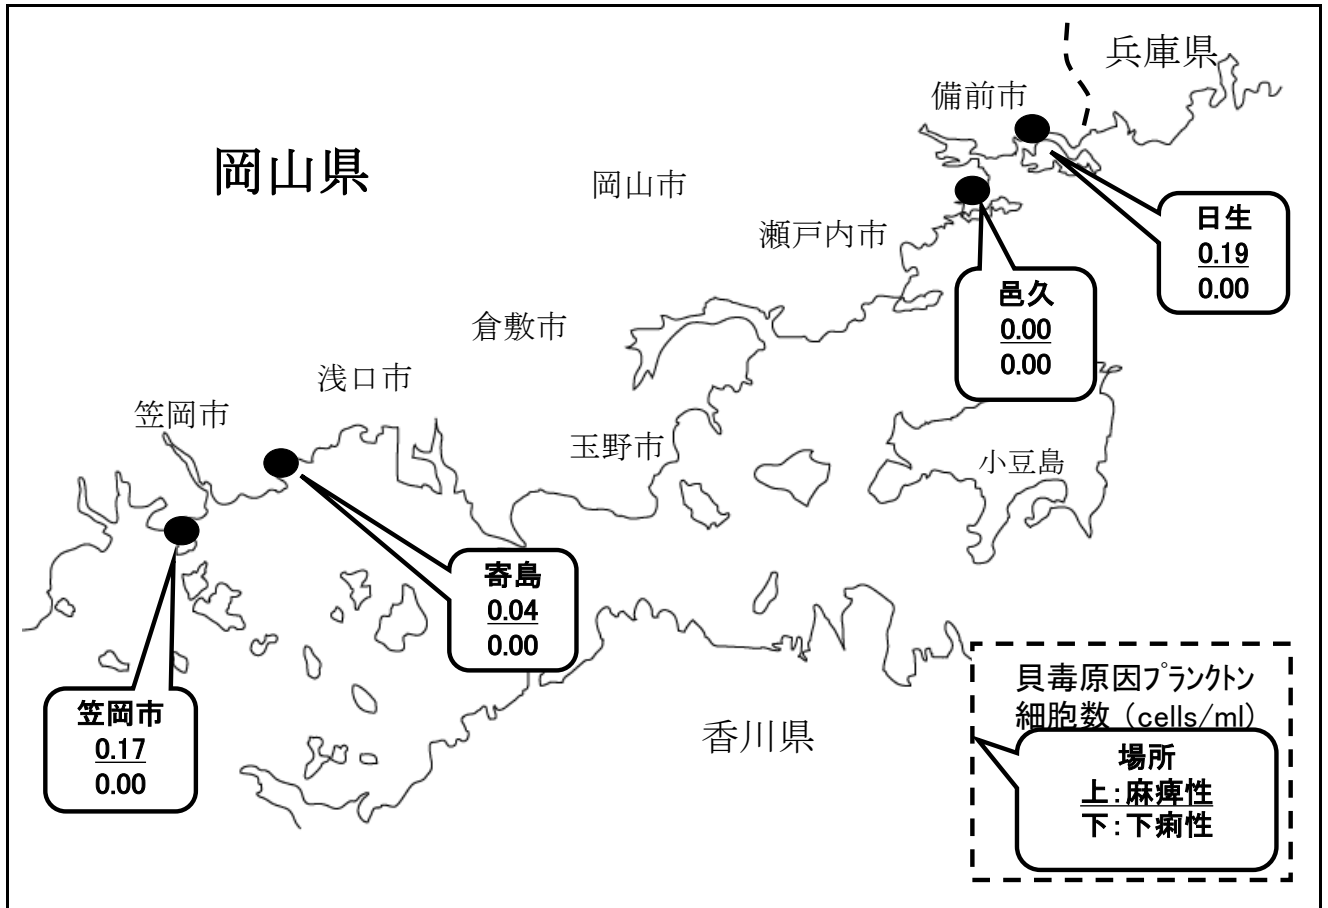 兵庫県
備前市
岡山県
岡山市
瀬戸内市
日生
0.19
0.00
邑久
0.00
0.00
倉敷市
浅口市
笠岡市
玉野市
小豆島
寄島
0.04
0.00
笠岡市
0.17
0.00
香川県
貝毒原因プランクトン
細胞数 (cells/ml)
場所
上:麻痺性
下:下痢性